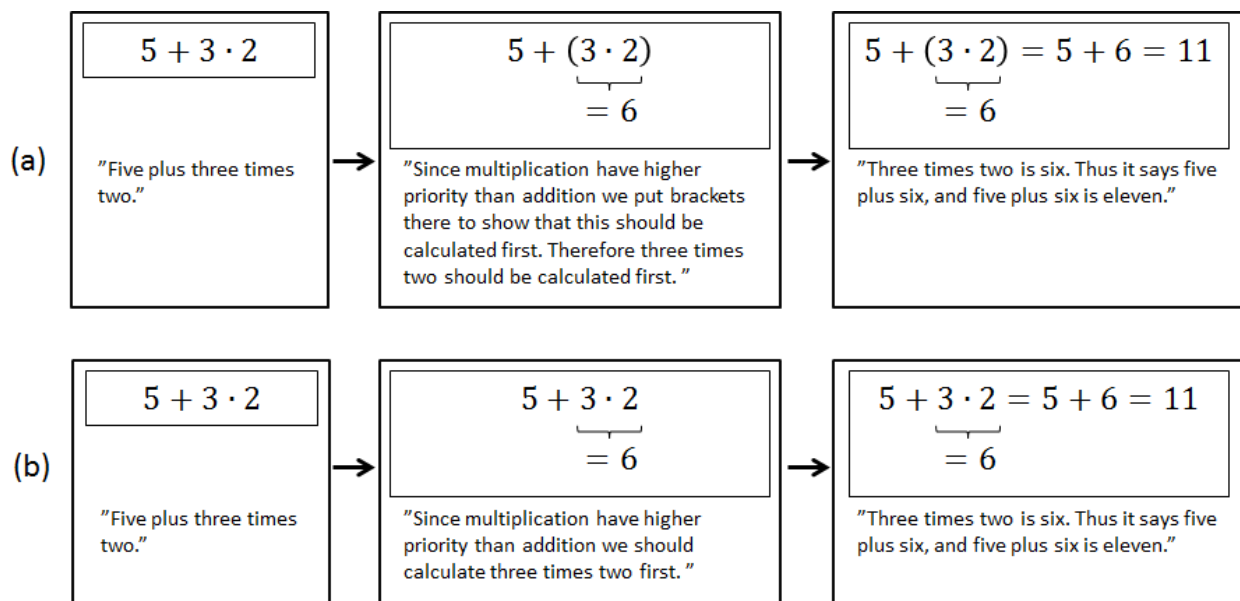 5 + 3 · 2
"Five plus three times
two."
(a)
5 + (3 · 2)
= 6
"Since multiplication have higher
priority than addition we put brackets
there to show that this should be
calculated first. Therefore three times
two should be calculated first. "
5 + (3 · 2) = 5 + 6 = 11
= 6
"Three times two is six. Thus it says five
plus six, and five plus six is eleven."
5 + 3 · 2
"Five plus three times
two."
(b)
5 + 3 · 2
= 6
"Since multiplication have higher
priority than addition we should
calculate three times two first. "
5 + 3 · 2 = 5 + 6 = 11
= 6
"Three times two is six. Thus it says five
plus six, and five plus six is eleven."